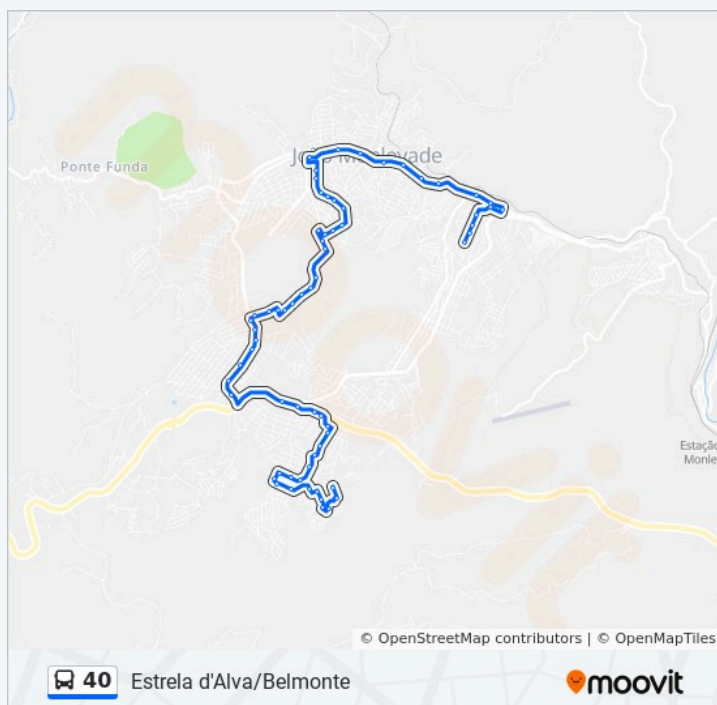 João Monlevade
Ponte Funda
Estação
Monle
© OpenStreetMap contributors | © OpenMapTiles
40 Estrela d'Alva/Belmonte
moovit